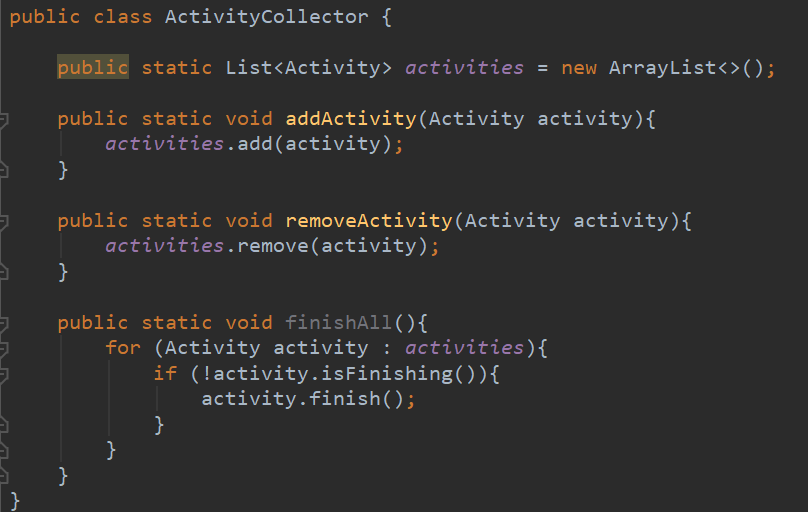 public class ActivityCollector {
public static List<Activity> activities = new ArrayList<>();
public static void addActivity(Activity activity){
activities.add(activity);
}
public static void removeActivity(Activity activity){
activities.remove(activity);
}
public static void finishAll(){
for (Activity activity : activities){
if (!activity.isFinishing()){
activity.finish();
}
}
}
}